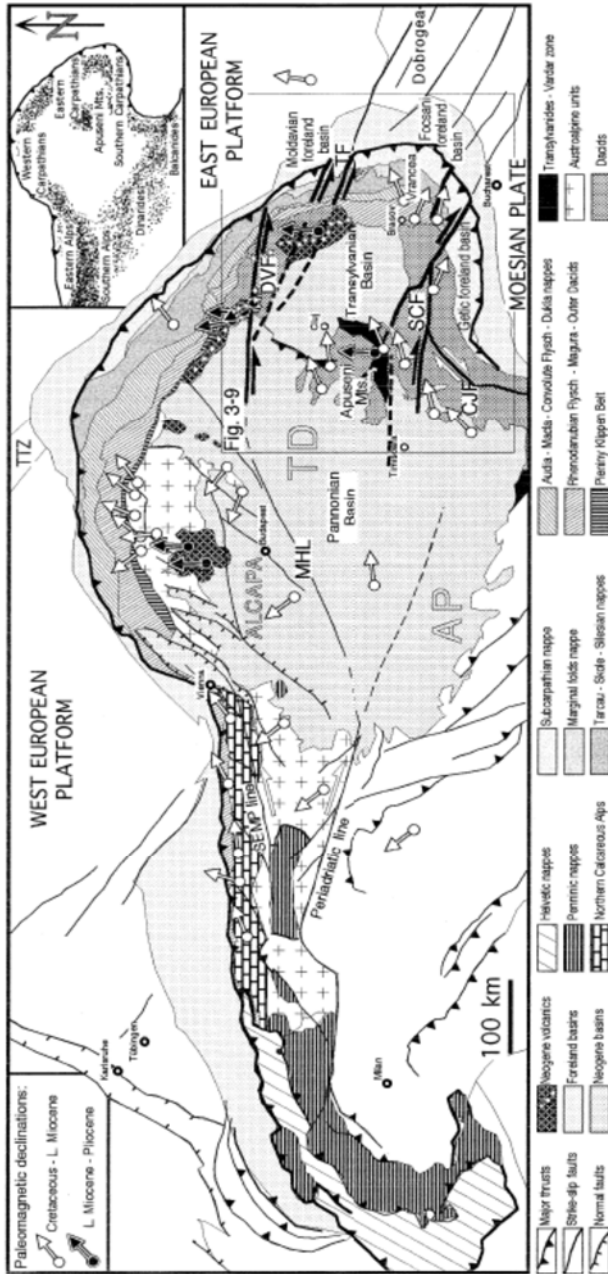 Paleomagnetic declinations:
Cretaceous - L. Miocene
L. Miocene - Pliocene
Karlsruhe
Tübingen
Milan
100 km
WEST EUROPEAN
PLATFORM
SEMP line
Periadriatic line
Vienna
TTZ
ALCAPA
Budapest
MHL
Pannonian
Basin
TD
AP
Fig. 3-9
DVF
Cluj
Apuseni
Mts.
Timisoara
Transylvanian
Basin
SCF
CJF
Getic foreland basin
MOESIAN PLATE
EAST EUROPEAN
PLATFORM
Moldavian
foreland
basin
TF
Brasov
Vrancea
Focsani
foreland
basin
Bucharest
Dobrogea
N
Western
Carpathians
Eastern
Carpathians
Apuseni Mts.
Southern Carpathians
Eastern Alps
Southern Alps
Dinarides
Balcanides
Major thrusts
Strike-slip faults
Normal faults
Neogene volcanics
Foreland basins
Neogene basins
Helvetic nappes
Penninic nappes
Northern Calcareous Alps
Subcarpathian nappe
Marginal folds nappe
Tarcau - Skole - Silesian nappes
Audia - Macla - Convolute Flysch - Dukla nappes
Rhenodanubian Flysch - Magura - Outer Dacids
Pieniny Klippen Belt
Transylvanides - Vardar zone
Austroalpine units
Dacids